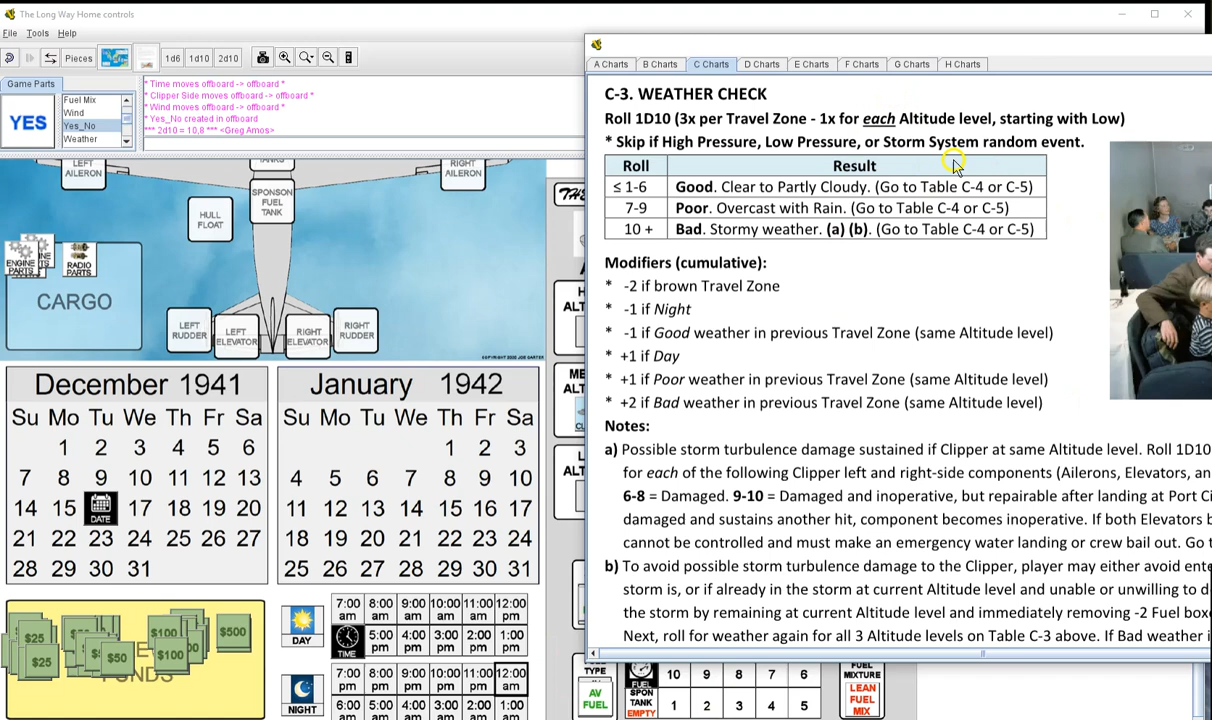 The Long Way Home controls
File Tools Help
Pieces 1d6 1d10 2d10
Game Parts
YES
Fuel Mix
Wind
Yes_No
Weather
* Time moves offboard -> offboard *
* Clipper Side moves offboard -> offboard *
* Wind moves offboard -> offboard *
* Yes_No created in offboard
*** 2d10 = 10,8 *** <Greg Amos>
LEFT AILERON
TANKS
RIGHT AILERON
SPONSON FUEL TANK
HULL FLOAT
ENGINE PARTS
RADIO PARTS
CARGO
LEFT RUDDER
LEFT ELEVATOR
RIGHT ELEVATOR
RIGHT RUDDER
COPYRIGHT 2020 JOE CARTER
December 1941
Su Mo Tu We Th Fr Sa
1 2 3 4 5 6
7 8 9 10 11 12 13
14 15 DATE 17 18 19 20
21 22 23 24 25 26 27
28 29 30 31
January 1942
Su Mo Tu We Th Fr Sa
1 2 3
4 5 6 7 8 9 10
11 12 13 14 15 16 17
18 19 20 21 22 23 24
25 26 27 28 29 30 31
$25
$25
$50
$100
$100
$500
FUNDS
DAY
7:00 am 8:00 am 9:00 am 10:00 am 11:00 am 12:00 pm
TIME 5:00 pm 4:00 pm 3:00 pm 2:00 pm 1:00 pm
NIGHT
7:00 pm 8:00 pm 9:00 pm 10:00 pm 11:00 pm 12:00 am
6:00 am 5:00 am 4:00 am 3:00 am 2:00 am 1:00 am
THE
ALT
ME
ALT
ALT
A Charts B Charts C Charts D Charts E Charts F Charts G Charts H Charts
C-3. WEATHER CHECK
Roll 1D10 (3x per Travel Zone - 1x for each Altitude level, starting with Low)
* Skip if High Pressure, Low Pressure, or Storm System random event.
Roll Result
≤ 1-6 Good. Clear to Partly Cloudy. (Go to Table C-4 or C-5)
7-9 Poor. Overcast with Rain. (Go to Table C-4 or C-5)
10 + Bad. Stormy weather. (a) (b). (Go to Table C-4 or C-5)
Modifiers (cumulative):
* -2 if brown Travel Zone
* -1 if Night
* -1 if Good weather in previous Travel Zone (same Altitude level)
* +1 if Day
* +1 if Poor weather in previous Travel Zone (same Altitude level)
* +2 if Bad weather in previous Travel Zone (same Altitude level)
Notes:
a) Possible storm turbulence damage sustained if Clipper at same Altitude level. Roll 1D10
for each of the following Clipper left and right-side components (Ailerons, Elevators, an
6-8 = Damaged. 9-10 = Damaged and inoperative, but repairable after landing at Port Ci
damaged and sustains another hit, component becomes inoperative. If both Elevators b
cannot be controlled and must make an emergency water landing or crew bail out. Go t
b) To avoid possible storm turbulence damage to the Clipper, player may either avoid ente
storm is, or if already in the storm at current Altitude level and unable or unwilling to d
the storm by remaining at current Altitude level and immediately removing -2 Fuel box
Next, roll for weather again for all 3 Altitude levels on Table C-3 above. If Bad weather i
TYPE
AV FUEL
FUEL
SPON TANK
EMPTY
10 9 8 7 6
1 2 3 4 5
FUEL MIXTURE
LEAN FUEL MIX